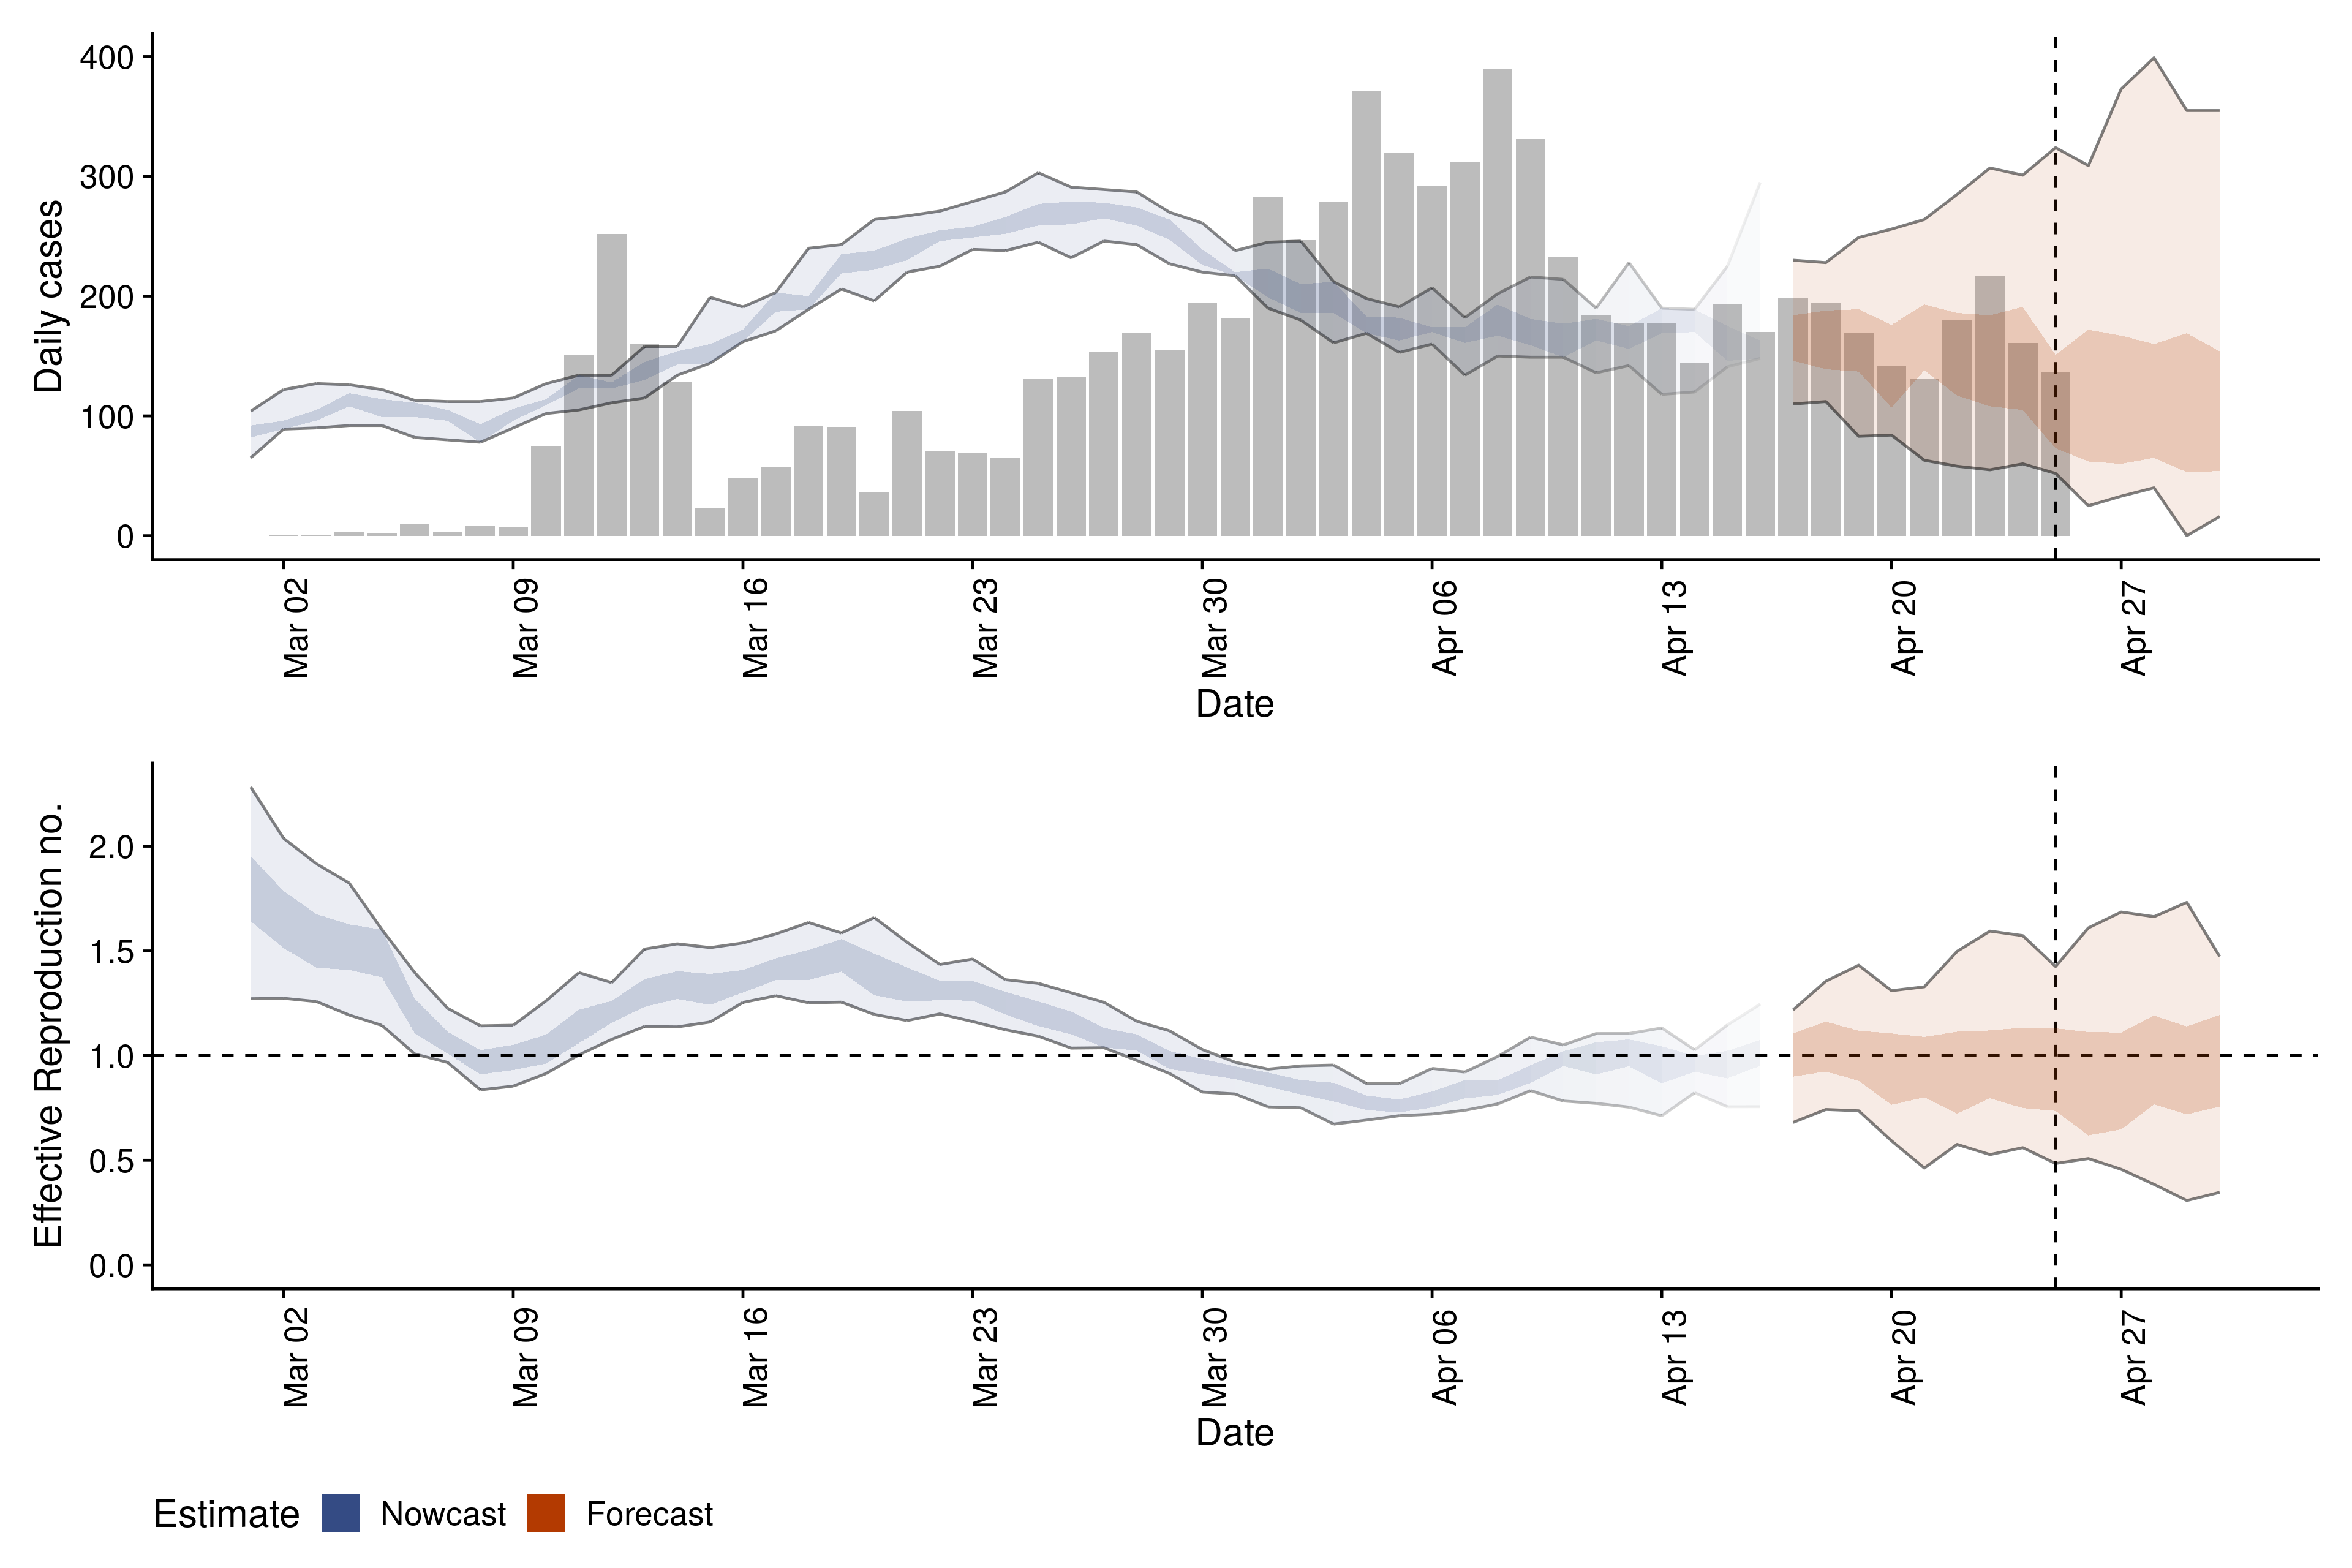 Daily cases
400
300
200
100
0
Mar 02
Mar 09
Mar 16
Mar 23
Mar 30
Apr 06
Apr 13
Apr 20
Apr 27
Date
Effective Reproduction no.
2.0
1.5
1.0
0.5
0.0
Mar 02
Mar 09
Mar 16
Mar 23
Mar 30
Apr 06
Apr 13
Apr 20
Apr 27
Date
Estimate Nowcast Forecast